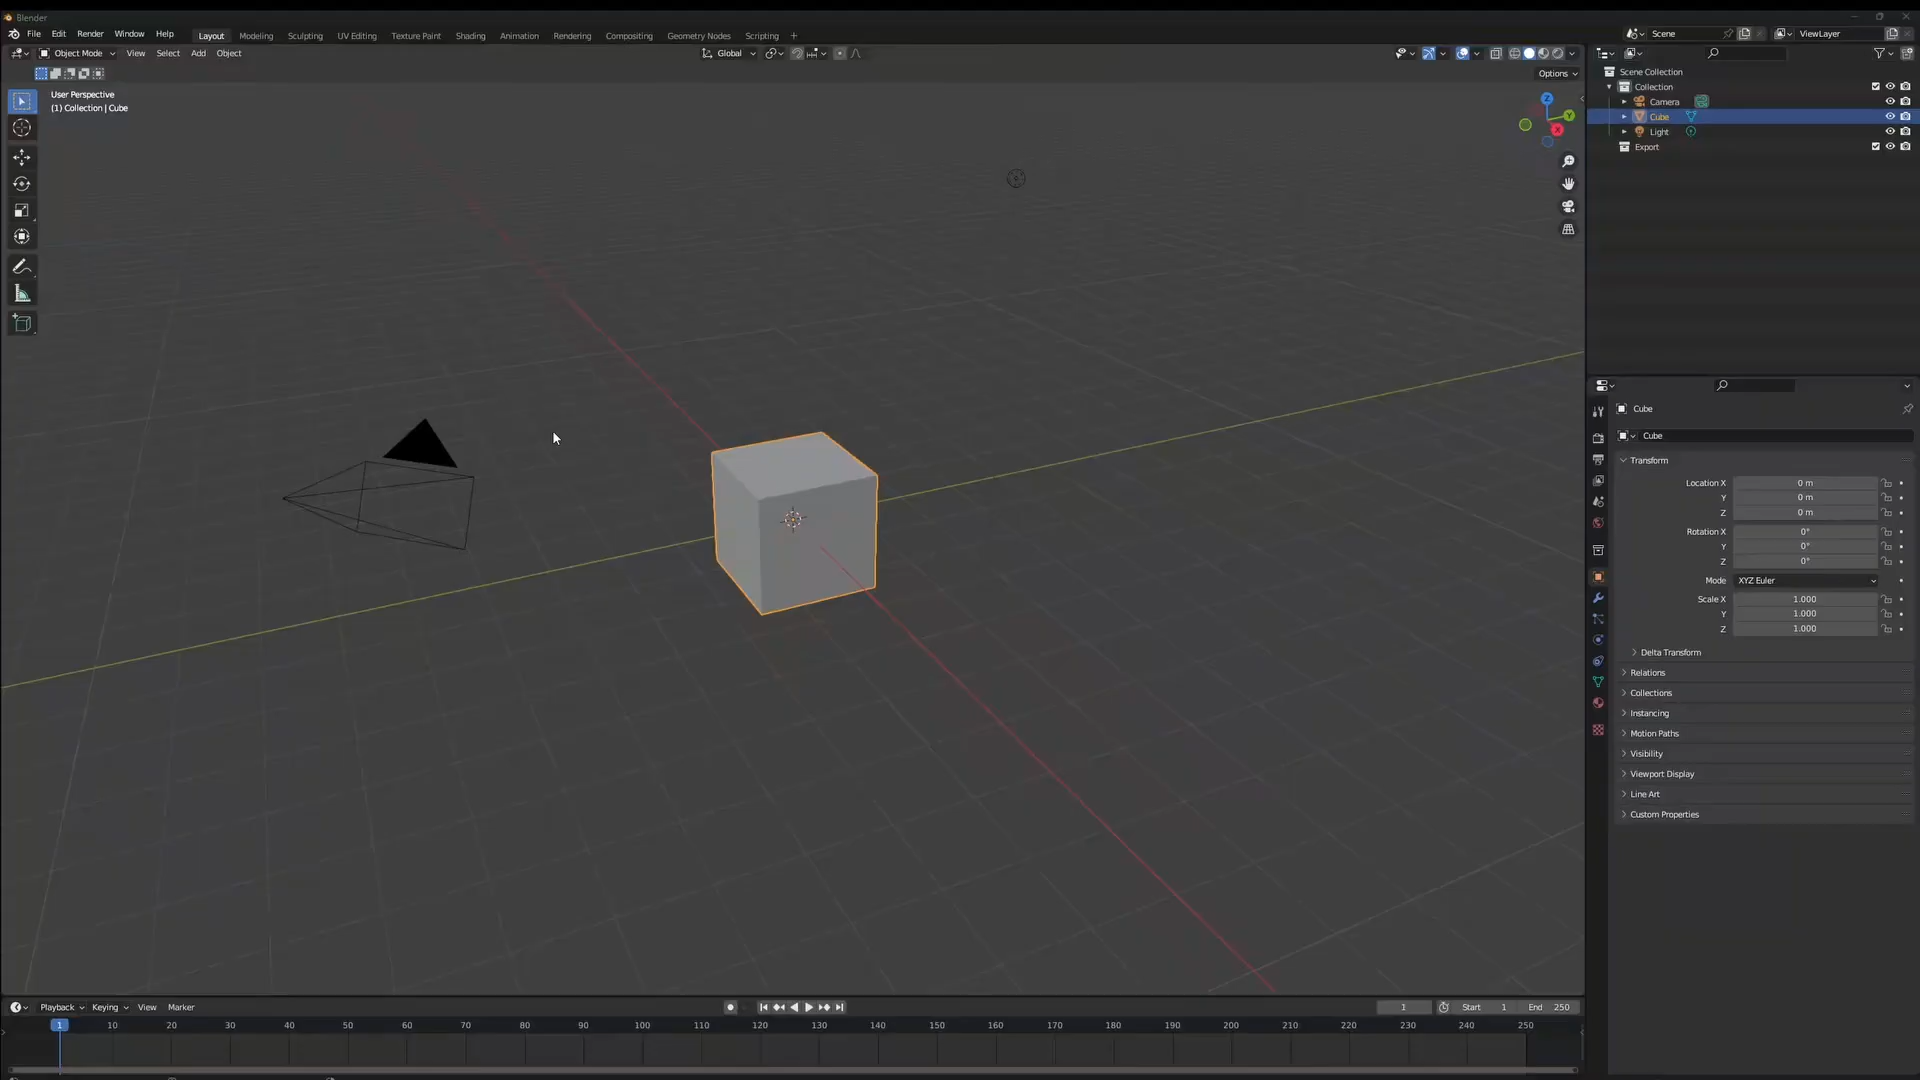 Blender
File Edit Render Window Help Layout Modeling Sculpting UV Editing Texture Paint Shading Animation Rendering Compositing Geometry Nodes Scripting +
Scene ViewLayer
Object Mode View Select Add Object Global
Options
User Perspective
(1) Collection | Cube
Z
Y
X
Scene Collection
Collection
Camera
Cube
Light
Export
Cube
Cube
Transform
Location X 0 m
Y 0 m
Z 0 m
Rotation X 0°
Y 0°
Z 0°
Mode XYZ Euler
Scale X 1.000
Y 1.000
Z 1.000
Delta Transform
Relations
Collections
Instancing
Motion Paths
Visibility
Viewport Display
Line Art
Custom Properties
Playback Keying View Marker 1 Start 1 End 250
1 10 20 30 40 50 60 70 80 90 100 110 120 130 140 150 160 170 180 190 200 210 220 230 240 250